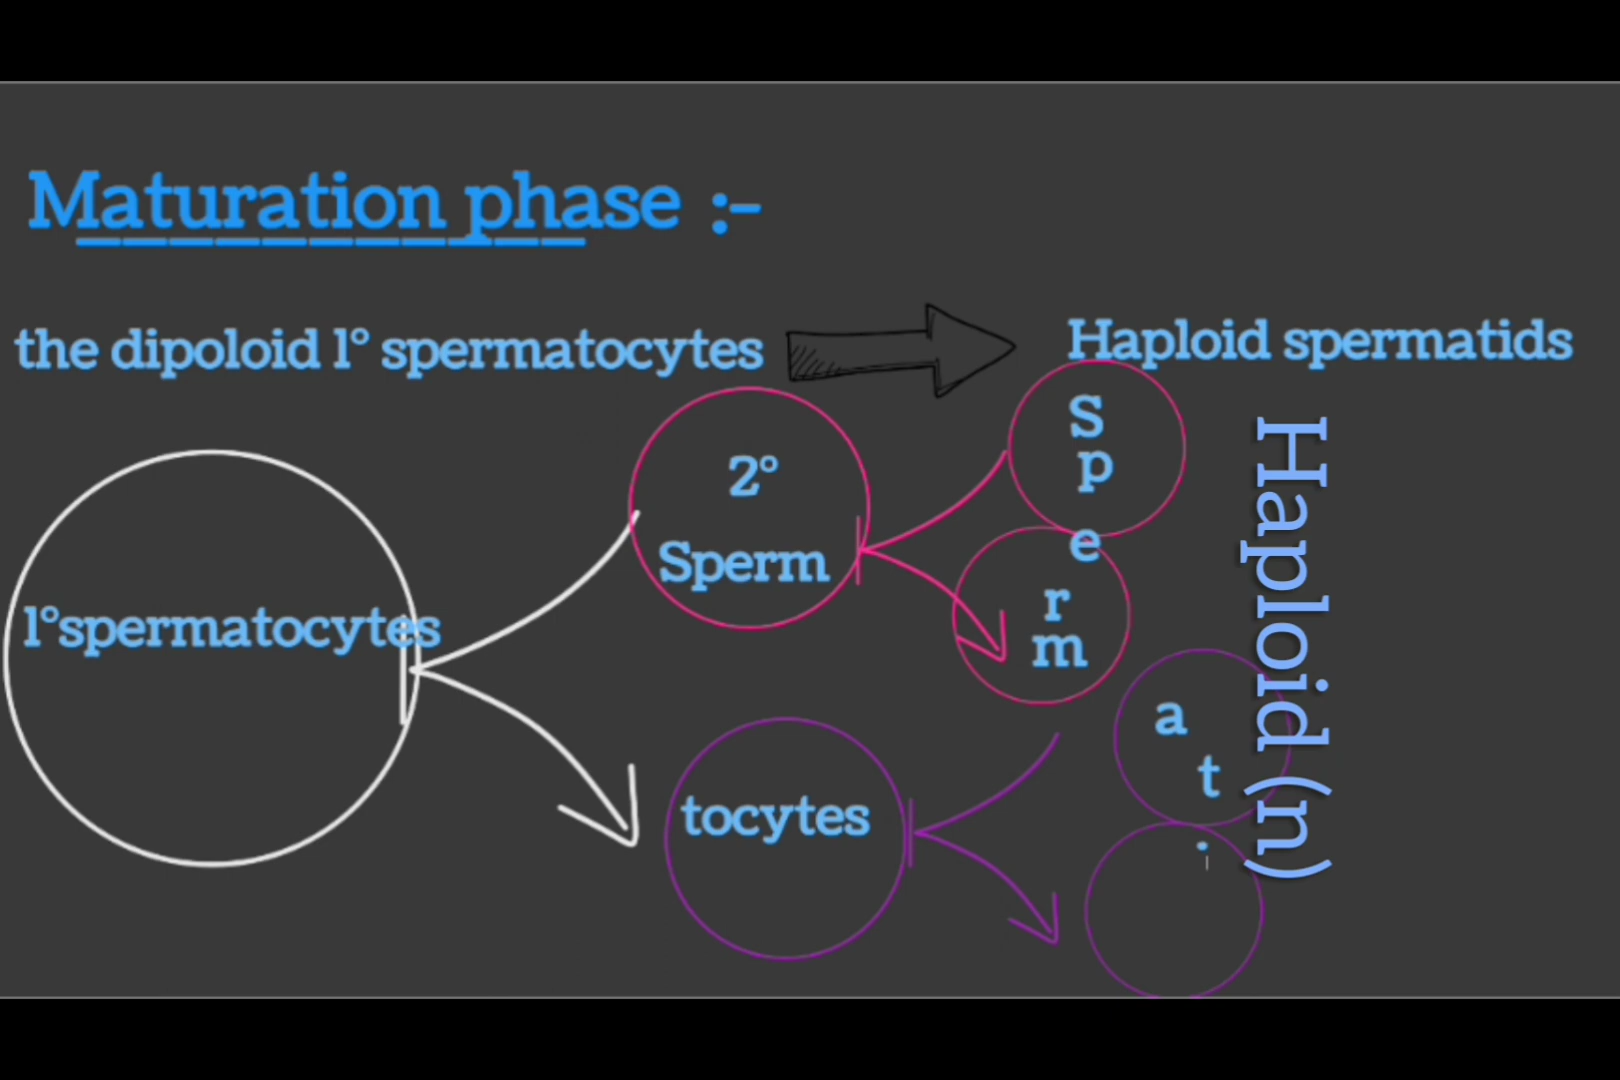 Maturation phase :-
the dipoloid 1° spermatocytes
Haploid spermatids
1°spermatocytes
2°
Sperm
tocytes
S
p
e
r
m
a
t
i
Haploid (n)